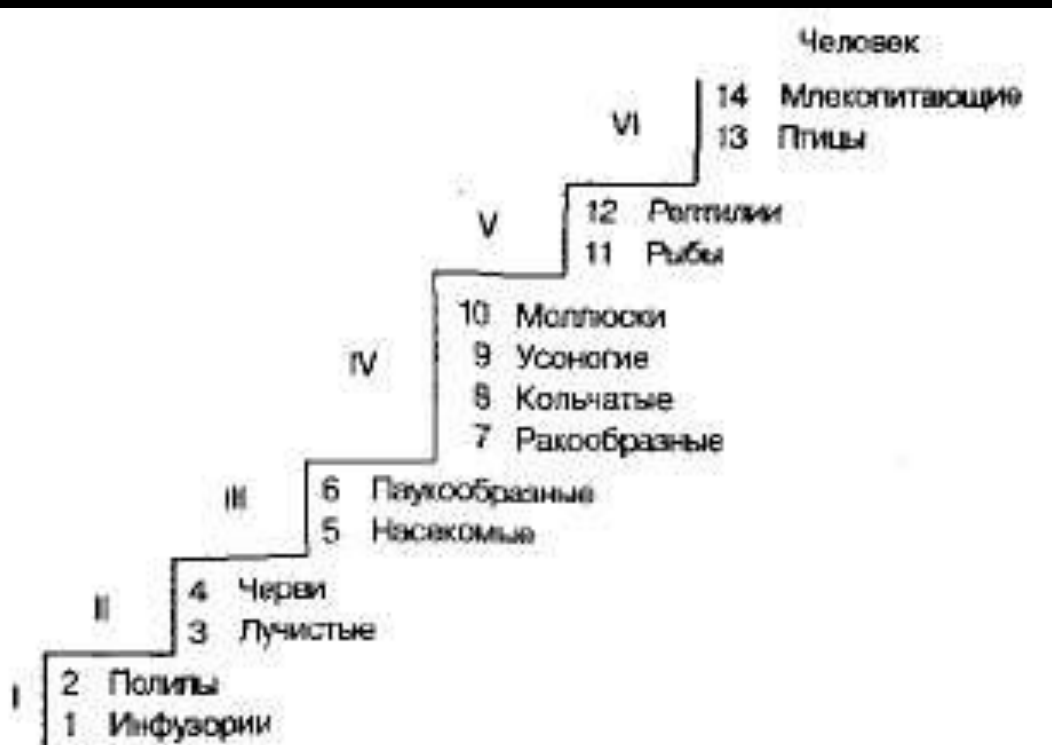 Человек
VI
14 Млекопитающие
13 Птицы
V
12 Рептилии
11 Рыбы
IV
10 Моллюски
9 Усоногие
8 Кольчатые
7 Ракообразные
III
6 Паукообразные
5 Насекомые
II
4 Черви
3 Лучистые
I
2 Полипы
1 Инфузории